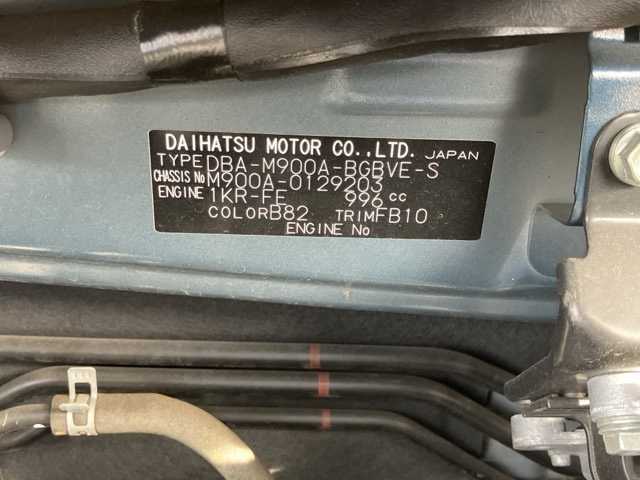 DAIHATSU MOTOR CO.,LTD. JAPAN
TYPE DBA-M900A-BGBVE-S
CHASSIS No M900A-0129203
ENGINE 1KR-FE 996 cc
COLOR B82 TRIM FB10
ENGINE No